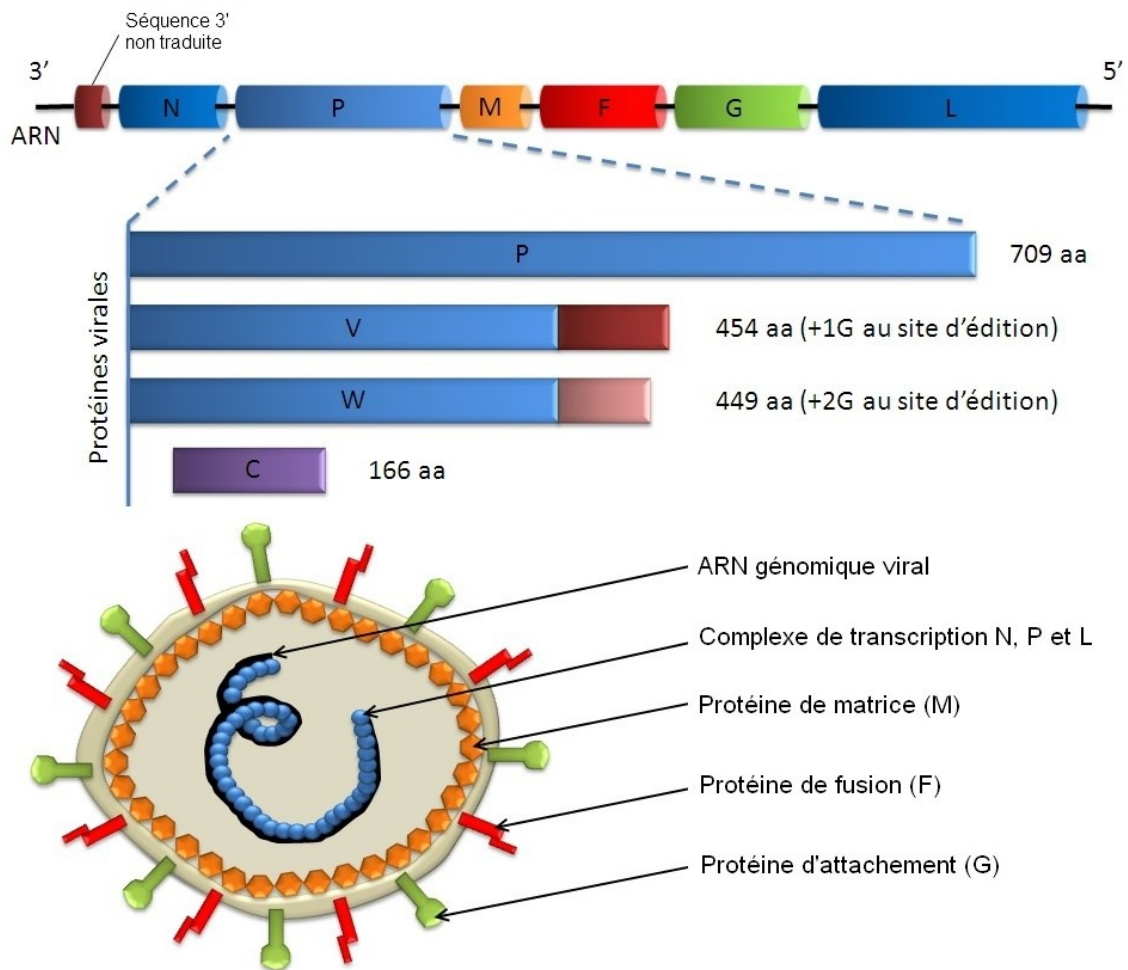 Séquence 3'
non traduite
3’
5’
N
P
M
F
G
L
ARN
Protéines virales
P
709 aa
V
454 aa (+1G au site d’édition)
W
449 aa (+2G au site d’édition)
C
166 aa
ARN génomique viral
Complexe de transcription N, P et L
Protéine de matrice (M)
Protéine de fusion (F)
Protéine d'attachement (G)